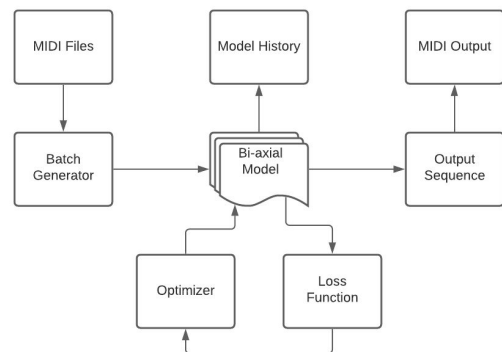 MIDI Files
Model History
MIDI Output
Batch
Generator
Bi-axial
Model
Output
Sequence
Optimizer
Loss
Function